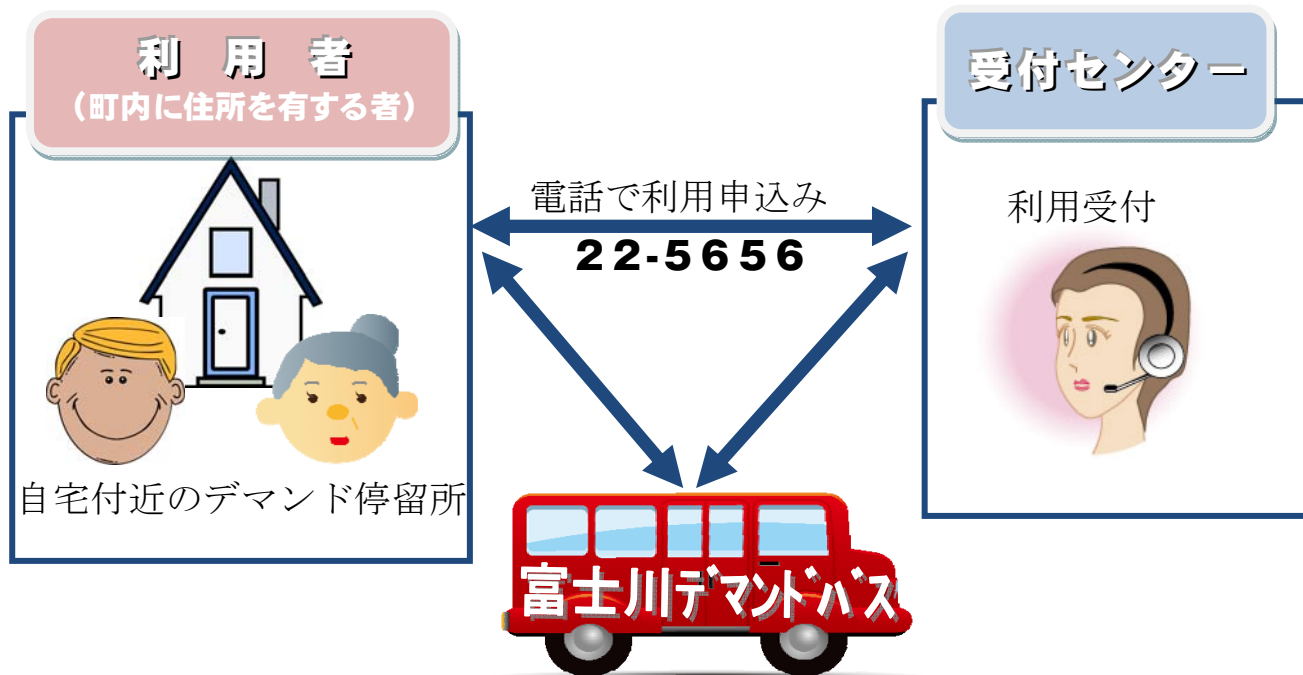 利　用　者
（町内に住所を有する者）
受付センター
電話で利用申込み
22-5656
利用受付
自宅付近のデマンド停留所
富士川デマンドバス